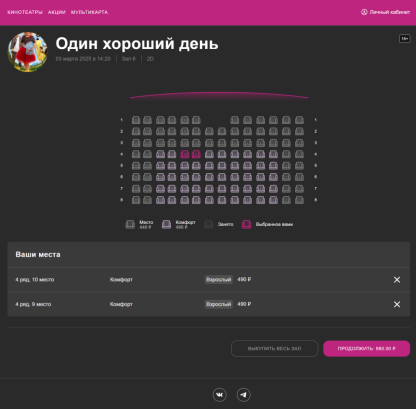 КИНОТЕАТРЫ АКЦИИ МУЛЬТИКАРТА Личный кабинет
Один хороший день
16+
03 марта 2025 в 14:20 Зал 6 2D
1 1
2 2
3 3
4 4
5 5
6 6
7 7
8 8
Место Комфорт Занято Выбранное вами
440 ₽ 490 ₽
Ваши места
4 ряд, 10 место Комфорт Взрослый 490 ₽
4 ряд, 9 место Комфорт Взрослый 490 ₽
ВЫКУПИТЬ ВЕСЬ ЗАЛ ПРОДОЛЖИТЬ: 980.00 ₽